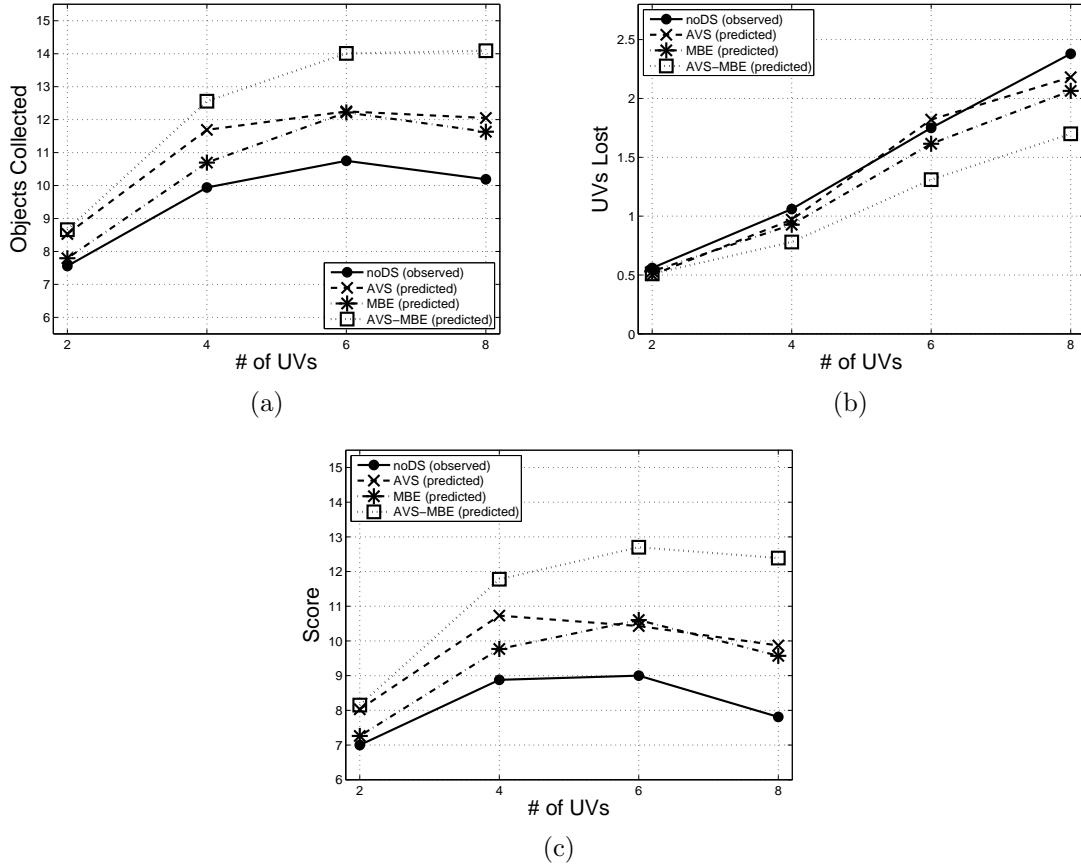 15
14
13
12
11
10
9
8
7
6
Objects Collected
noDS (observed)
AVS (predicted)
MBE (predicted)
AVS−MBE (predicted)
2 4 6 8
# of UVs
(a)
noDS (observed)
AVS (predicted)
MBE (predicted)
AVS−MBE (predicted)
2.5
2
1.5
1
0.5
0
UVs Lost
2 4 6 8
# of UVs
(b)
noDS (observed)
AVS (predicted)
MBE (predicted)
AVS−MBE (predicted)
15
14
13
12
11
10
9
8
7
6
Score
2 4 6 8
# of UVs
(c)